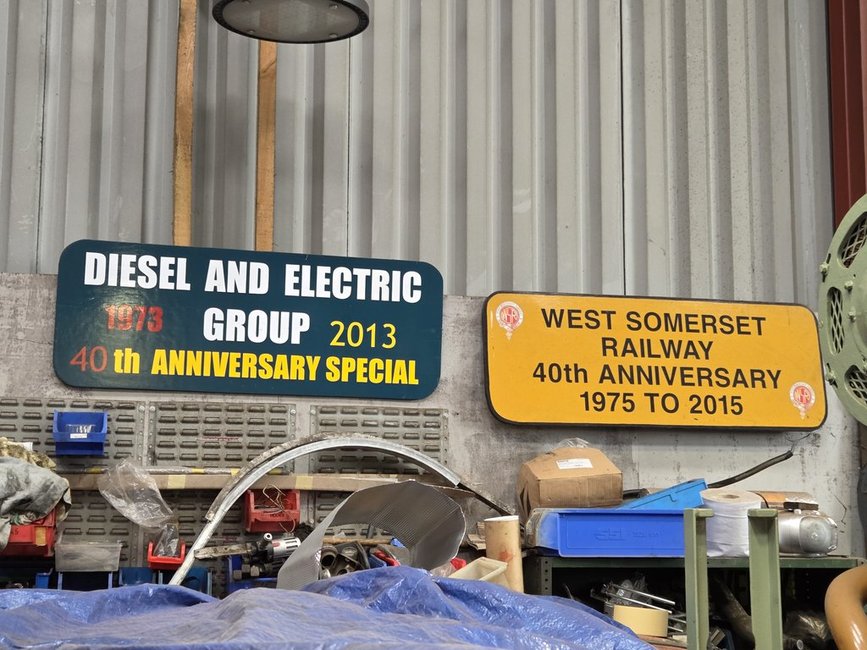 DIESEL AND ELECTRIC
1973 GROUP 2013
40th ANNIVERSARY SPECIAL
WEST SOMERSET
RAILWAY
40th ANNIVERSARY
1975 TO 2015